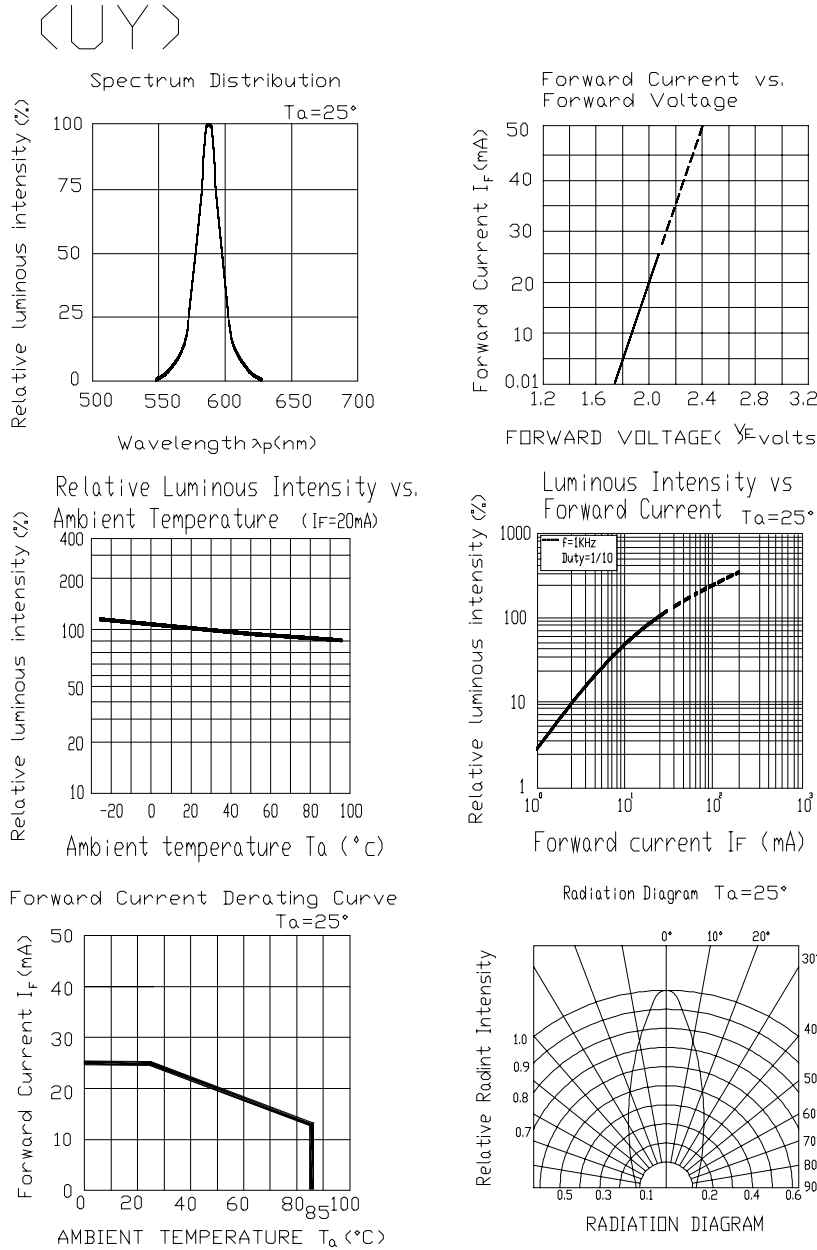 (UY)
Spectrum Distribution
Ta=25°
Relative luminous intensity (%)
100
75
50
25
0
500 550 600 650 700
Wavelength λp(nm)
Forward Current vs.
Forward Voltage
Forward Current IF (mA)
50
40
30
20
10
0.01
1.2 1.6 2.0 2.4 2.8 3.2
FORWARD VOLTAGE( VF volts
Relative Luminous Intensity vs.
Ambient Temperature (IF=20mA)
Relative luminous intensity (%)
400
200
100
50
20
10
-20 0 20 40 60 80 100
Ambient temperature Ta (°c)
Luminous Intensity vs
Forward Current Ta=25°
Relative luminous intensity (%)
f=1KHz
Duty=1/10
1000
100
10
1
10⁰ 10¹ 10² 10³
Forward current IF (mA)
Forward Current Derating Curve
Ta=25°
Forward Current IF (mA)
50
40
30
20
10
0
0 20 40 60 80 85 100
AMBIENT TEMPERATURE Ta (°C)
Radiation Diagram Ta=25°
Relative Radint Intensity
0° 10° 20°
30°
40
50
60
70
80
90
1.0
0.9
0.8
0.7
0.5 0.3 0.1 0.2 0.4 0.6
RADIATION DIAGRAM